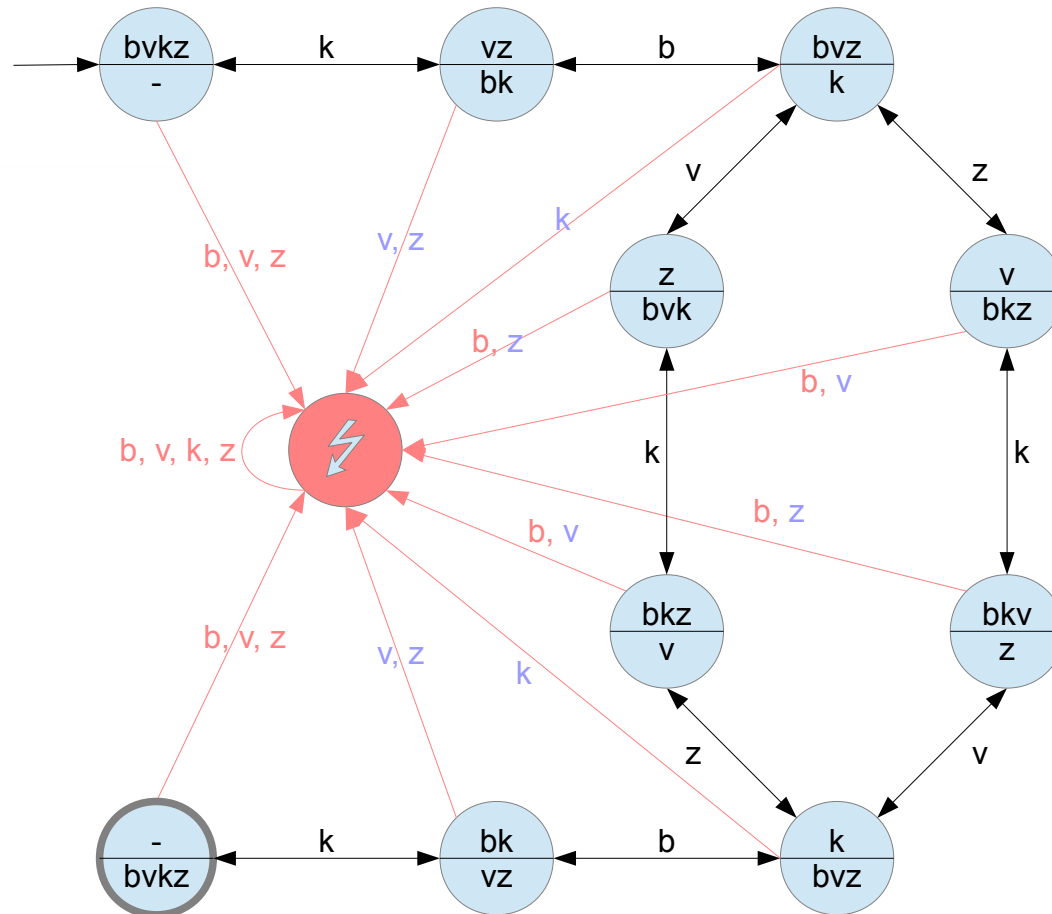 bvkz
-
k
vz
bk
b
bvz
k
v
z
k
b, v, z
v, z
z
bvk
v
bkz
b, z
b, v
b, v, k, z
k
k
b, z
b, v
bkz
v
bkv
z
b, v, z
v, z
k
z
v
-
bvkz
k
bk
vz
b
k
bvz